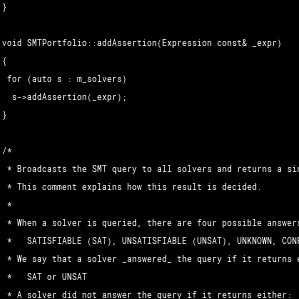 }
void SMTPortfolio::addAssertion(Expression const& _expr)
{
for (auto s : m_solvers)
s->addAssertion(_expr);
}
/*
* Broadcasts the SMT query to all solvers and returns a
* This comment explains how this result is decided.
*
* When a solver is queried, there are four possible answers
* SATISFIABLE (SAT), UNSATISFIABLE (UNSAT), UNKNOWN,
* We say that a solver _answered_ the query if it returns
* SAT or UNSAT
* A solver did not answer the query if it returns either: